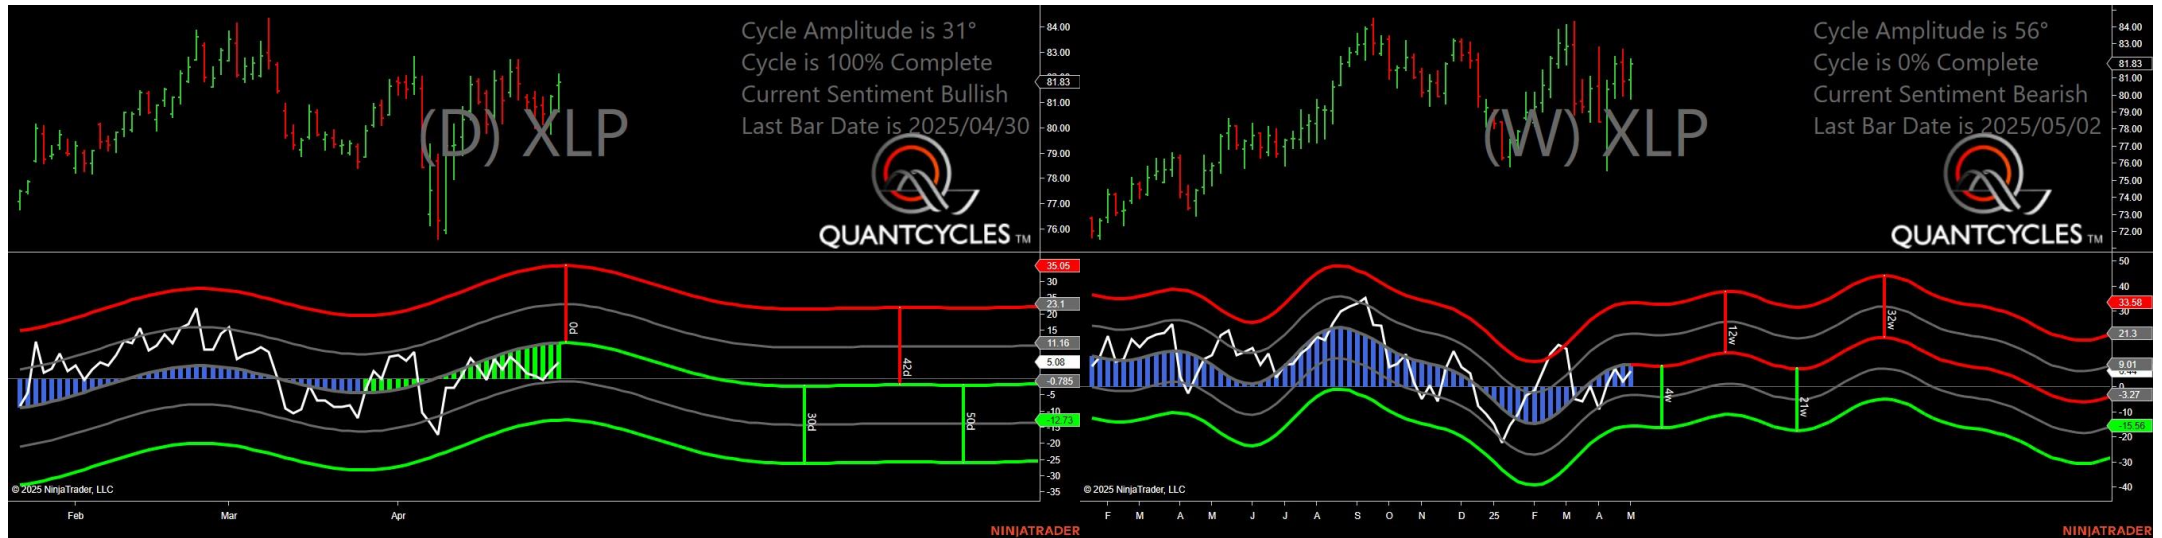 Cycle Amplitude is 31°
Cycle is 100% Complete
Current Sentiment Bullish
Last Bar Date is 2025/04/30
(D) XLP
QUANTCYCLES TM
84.00
83.00
81.83
81.00
80.00
79.00
78.00
77.00
76.00
35.05
30
23.1
20
15
11.16
5.08
-0.785
-5
-10
-12.73
-20
-25
-30
-35
0d
30d
42d
50d
© 2025 NinjaTrader, LLC
Feb Mar Apr
NINJATRADER
Cycle Amplitude is 56°
Cycle is 0% Complete
Current Sentiment Bearish
Last Bar Date is 2025/05/02
(W) XLP
QUANTCYCLES TM
84.00
83.00
81.83
81.00
80.00
79.00
78.00
77.00
76.00
75.00
74.00
73.00
72.00
50
40
33.58
30
21.3
9.01
0
-3.27
-10
-15.56
-20
-30
-40
4w
12w
21w
32w
© 2025 NinjaTrader, LLC
F M A M J J A S O N D 25 F M A M
NINJATRADER